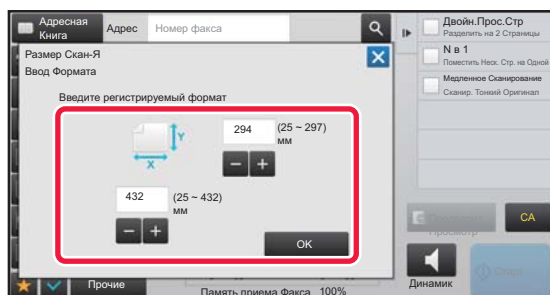 Адресная
Книга
Адрес
Номер факса
Размер Скан-Я
Ввод Формата
Введите регистрируемый формат
Y
X
294
(25 ~ 297)
мм
432
(25 ~ 432)
мм
OK
Прочие
Память приема Факса 100%
Двойн.Прос.Стр
Разделить на 2 Страницы
N в 1
Поместить Неск. Стр. на Одной
Медленное Сканирование
Сканир. Тонкий Оригинал
Просмотр
CA
Динамик
Старт